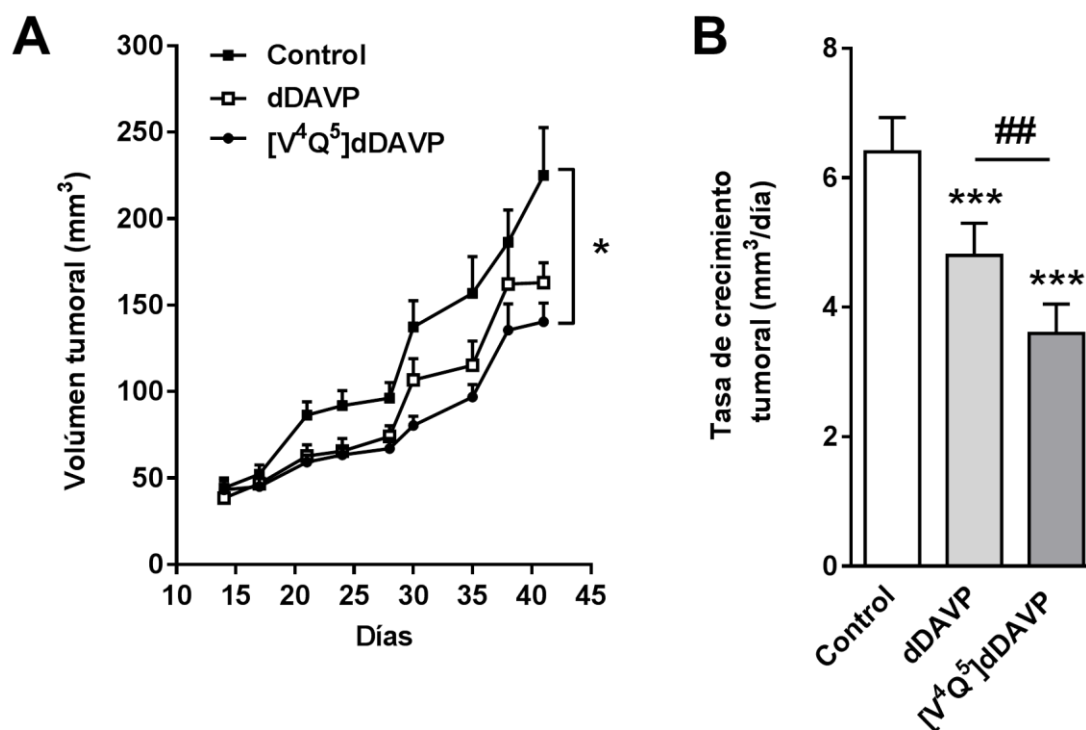 A
Volúmen tumoral (mm³)
300
250
200
150
100
50
0
Control
dDAVP
[V⁴Q⁵]dDAVP
*
10 15 20 25 30 35 40 45
Días
B
Tasa de crecimiento
tumoral (mm³/día)
8
6
4
2
0
##
***
***
Control
dDAVP
[V⁴Q⁵]dDAVP